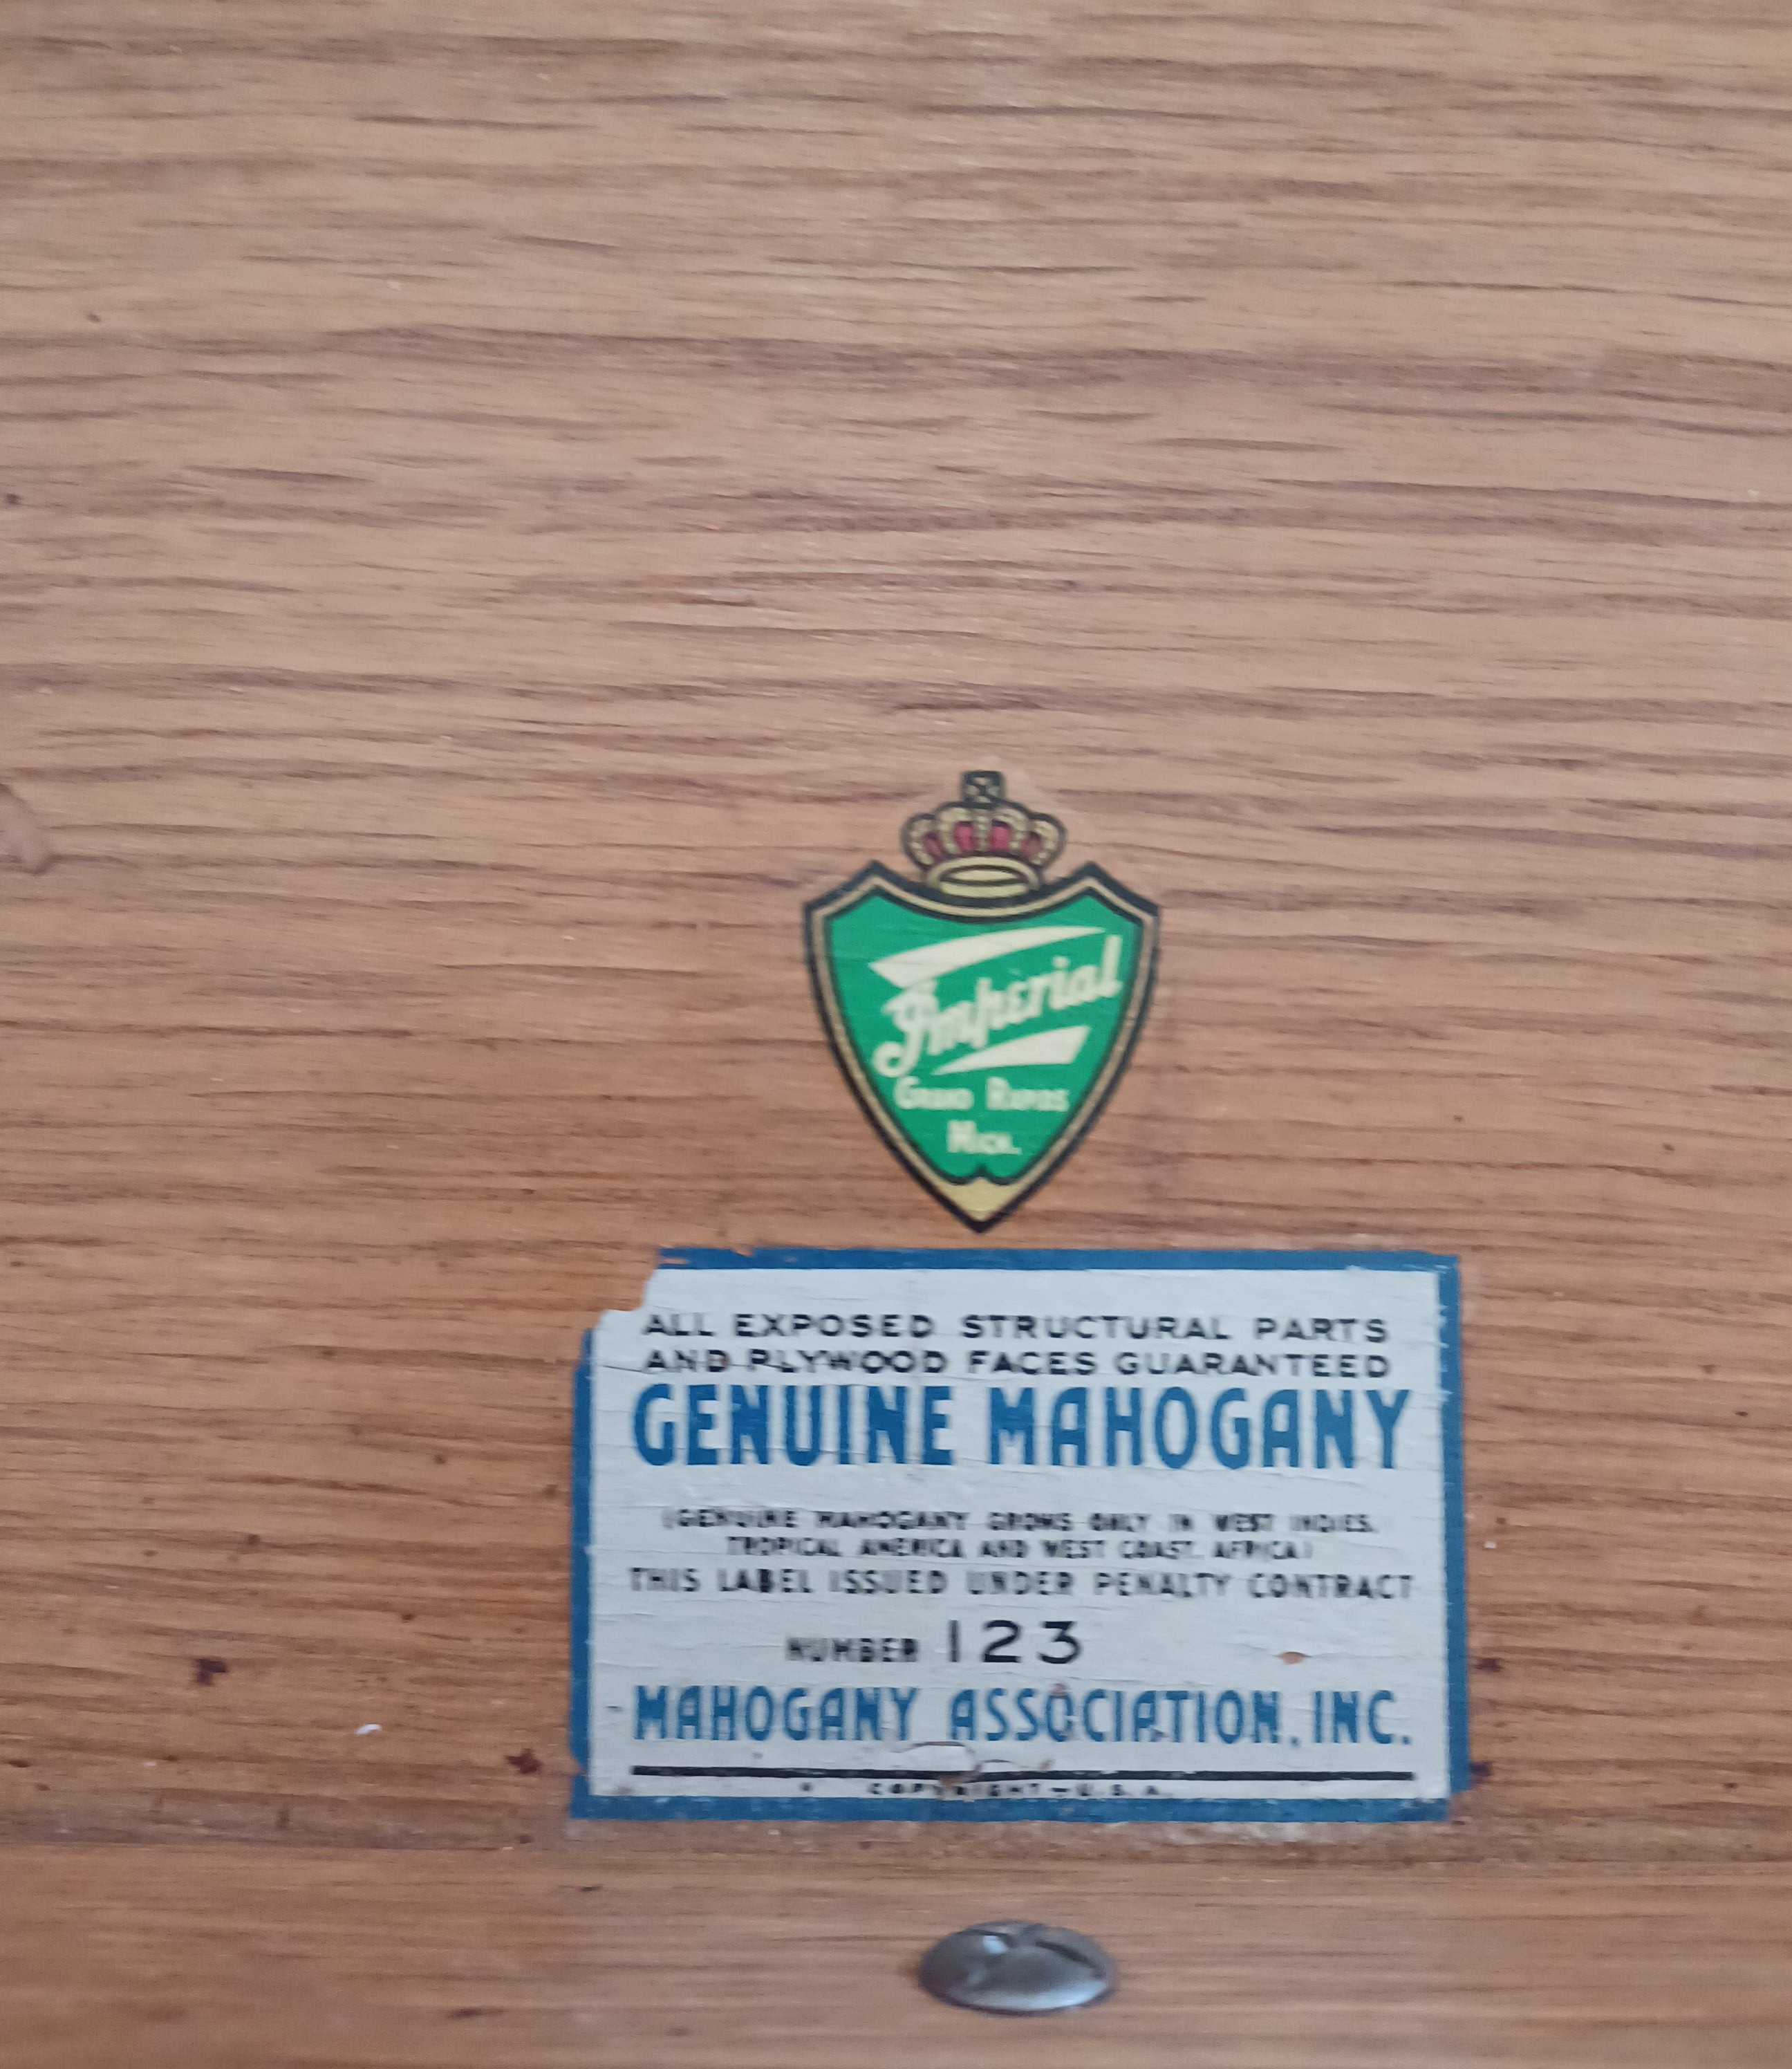 Imperial
GRAND RAPIDS
MICH.
ALL EXPOSED STRUCTURAL PARTS
AND PLYWOOD FACES GUARANTEED
GENUINE MAHOGANY
(GENUINE MAHOGANY GROWS ONLY IN WEST INDIES,
TROPICAL AMERICA AND WEST COAST, AFRICA)
THIS LABEL ISSUED UNDER PENALTY CONTRACT
NUMBER 123
MAHOGANY ASSOCIATION, INC.
COPYRIGHT - U.S.A.